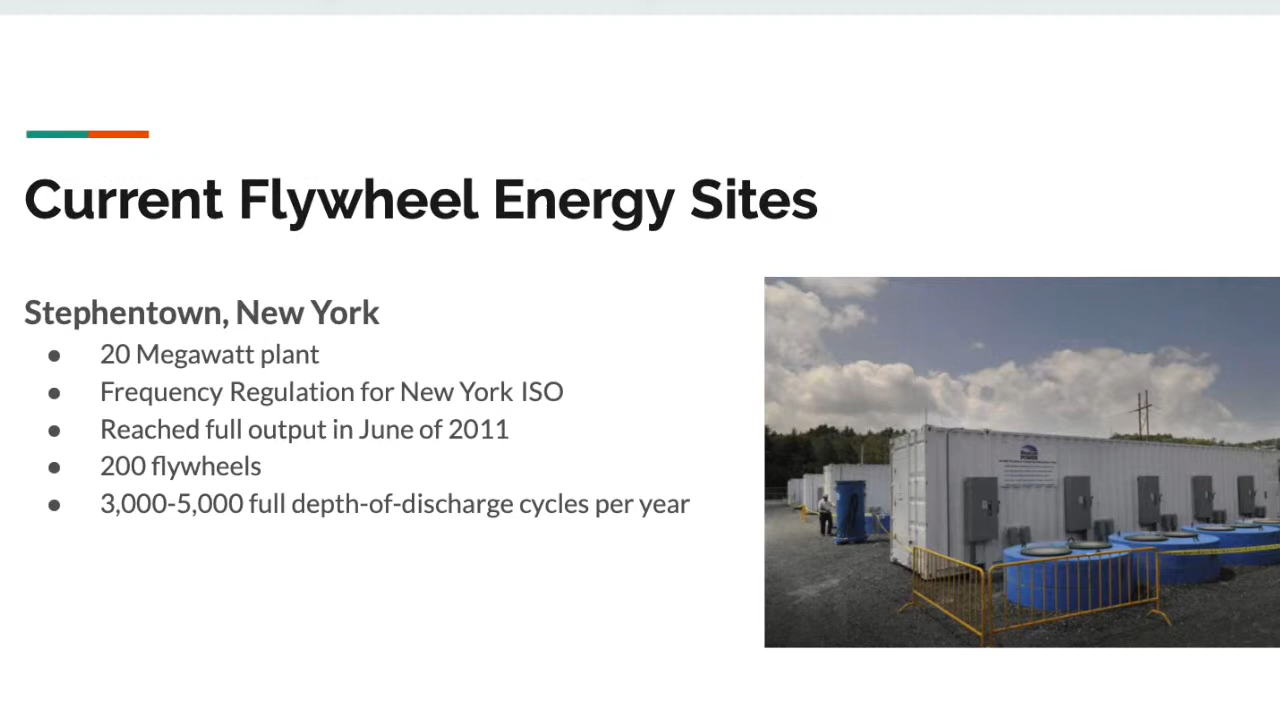 Current Flywheel Energy Sites
Stephentown, New York
● 20 Megawatt plant
● Frequency Regulation for New York ISO
● Reached full output in June of 2011
● 200 flywheels
● 3,000-5,000 full depth-of-discharge cycles per year
POWER